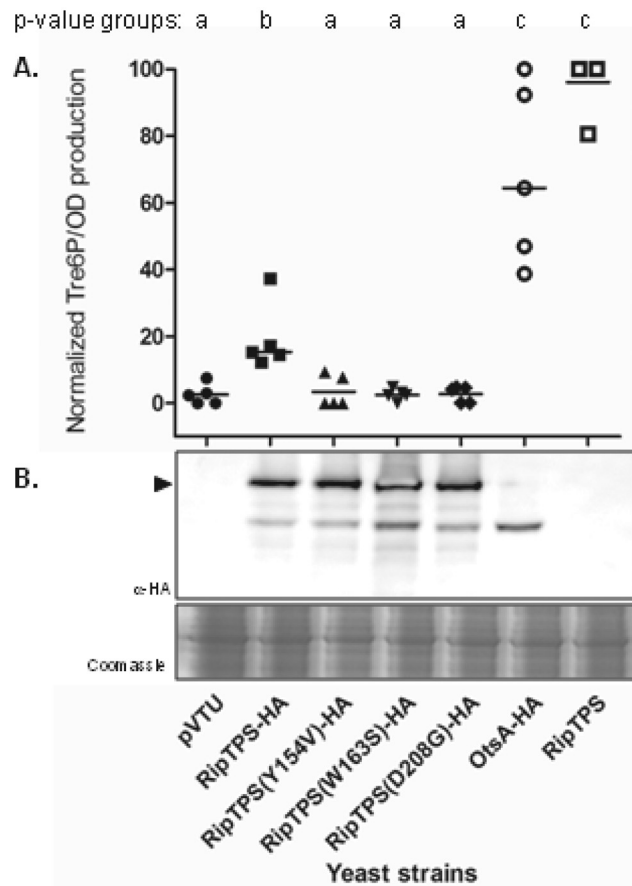 p-value groups: a b a a a c c
A.
Normalized Tre6P/OD production
100
80
60
40
20
0
B.
α-HA
Coomassie
pVTU
RipTPS-HA
RipTPS(Y154V)-HA
RipTPS(W163S)-HA
RipTPS(D208G)-HA
OtsA-HA
RipTPS
Yeast strains